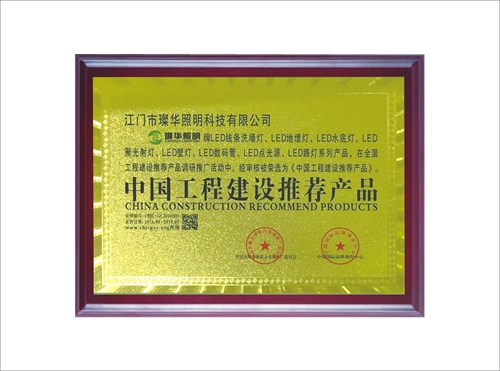 江门市璨华照明科技有限公司
璨华照明牌LED线条洗墙灯、LED地埋灯、LED水底灯、LED
聚光射灯、LED壁灯、LED数码管、LED点光源、LED路灯系列产品，在全国
工程建设推荐产品调研推广活动中，经审核被荣选为《中国工程建设推荐产品》。
中国工程建设推荐产品
CHINA CONSTRUCTION RECOMMEND PRODUCTS